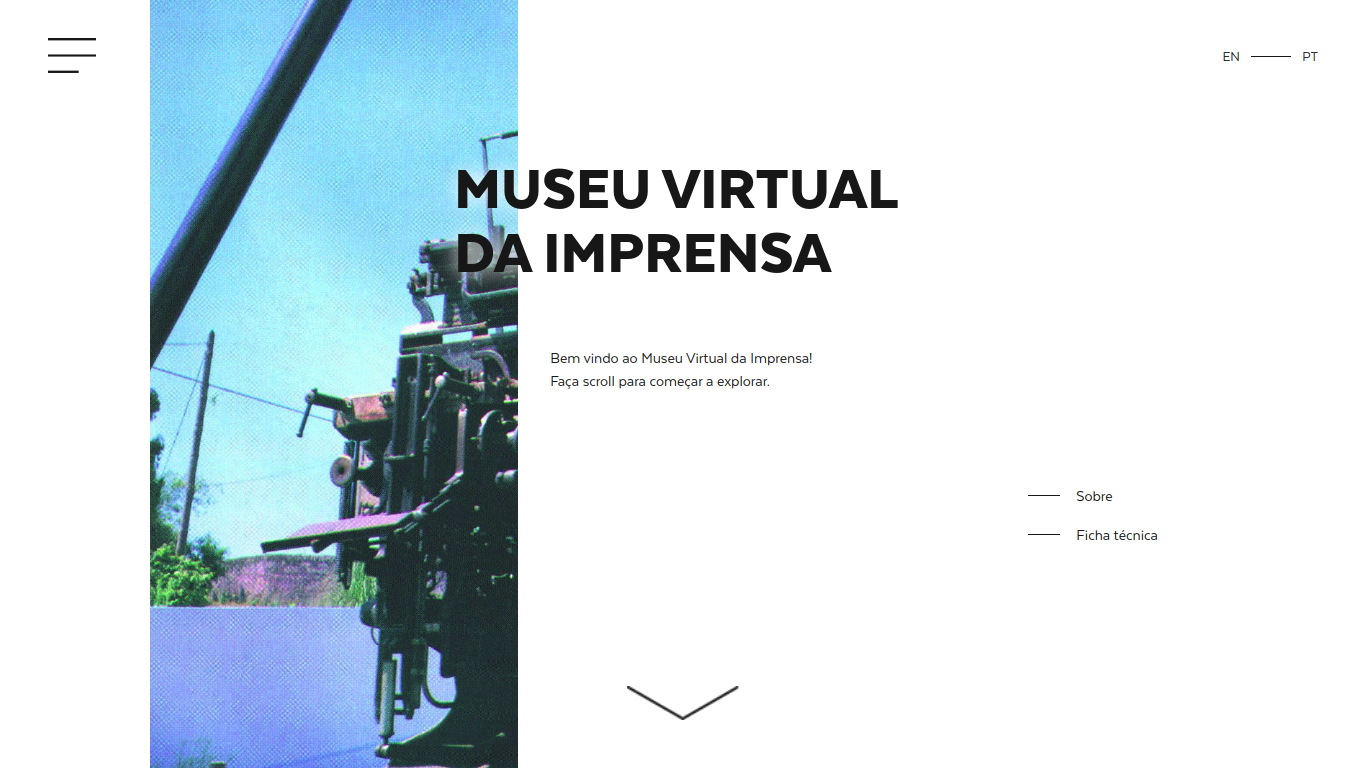 EN
PT
MUSEU VIRTUAL
DA IMPRENSA
Bem vindo ao Museu Virtual da Imprensa!
Faça scroll para começar a explorar.
Sobre
Ficha técnica